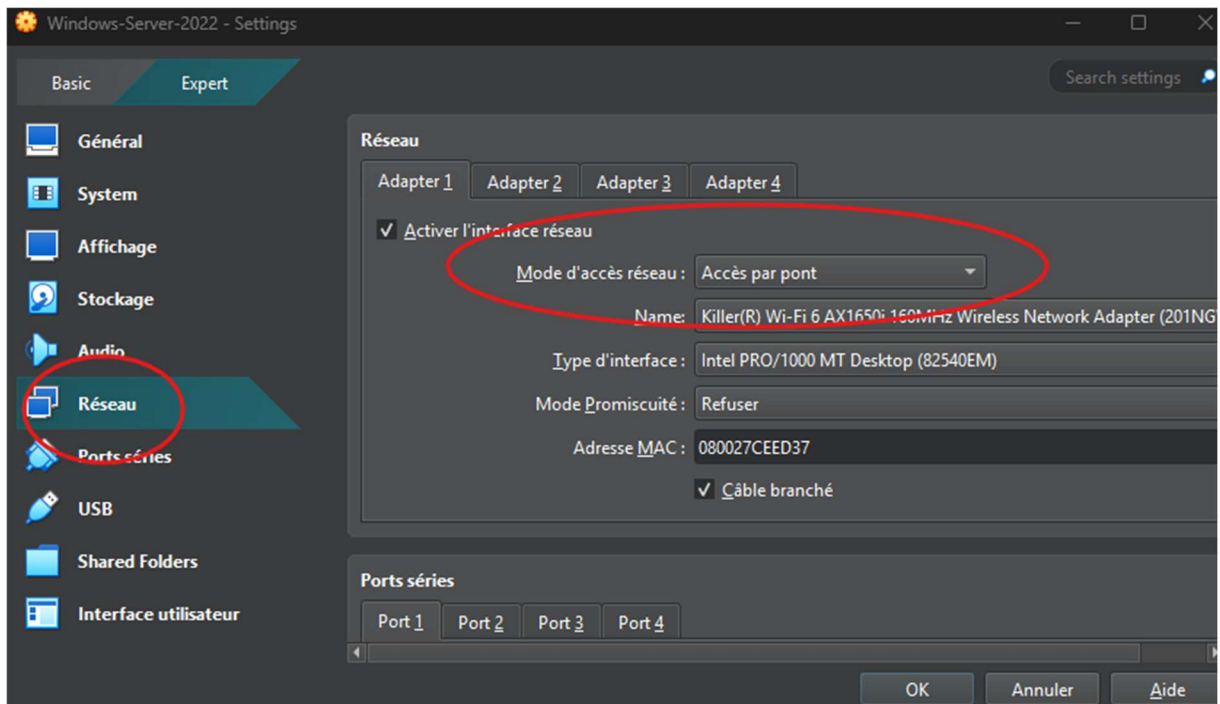 Windows-Server-2022 - Settings
Basic
Expert
Search settings
Général
System
Affichage
Stockage
Audio
Réseau
Ports séries
USB
Shared Folders
Interface utilisateur
Réseau
Adapter 1 Adapter 2 Adapter 3 Adapter 4
Activer l'interface réseau
Mode d'accès réseau : Accès par pont
Name: Killer(R) Wi-Fi 6 AX1650i 160MHz Wireless Network Adapter (201NG
Type d'interface : Intel PRO/1000 MT Desktop (82540EM)
Mode Promiscuité : Refuser
Adresse MAC : 080027CEED37
Câble branché
Ports séries
Port 1 Port 2 Port 3 Port 4
OK Annuler Aide